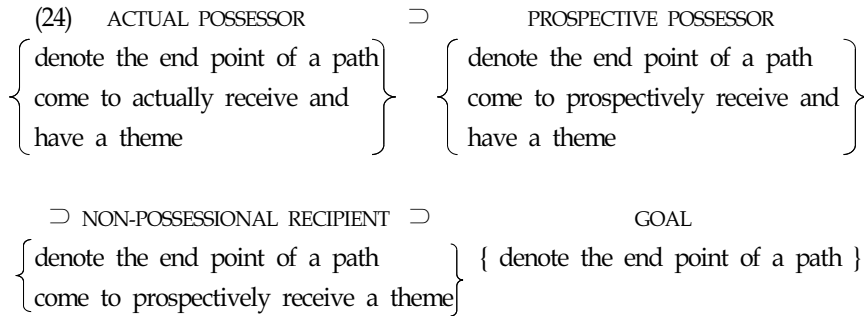 (24) ACTUAL POSSESSOR ⊃ PROSPECTIVE POSSESSOR
denote the end point of a path denote the end point of a path
come to actually receive and come to prospectively receive and
have a theme have a theme
⊃ NON-POSSESSIONAL RECIPIENT ⊃ GOAL
denote the end point of a path { denote the end point of a path }
come to prospectively receive a theme